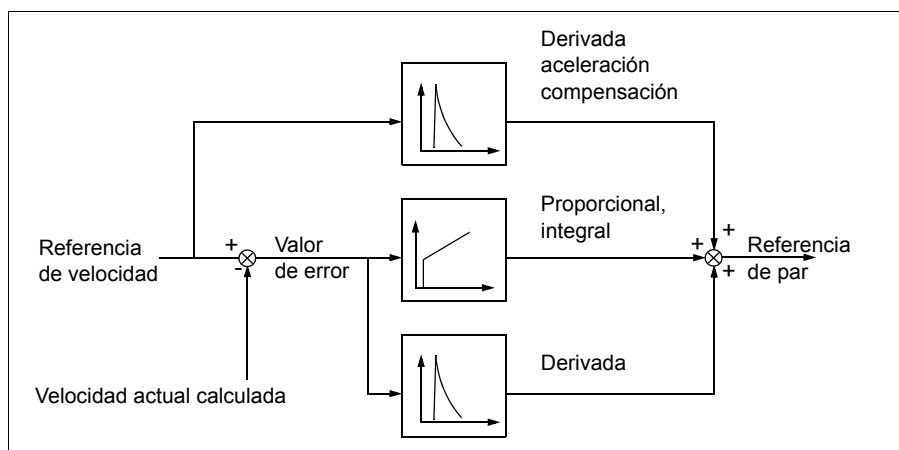 Derivada
aceleración
compensación
Proporcional,
integral
Referencia
de velocidad
+
-
Valor
de error
+
+
+
Referencia
de par
Derivada
Velocidad actual calculada